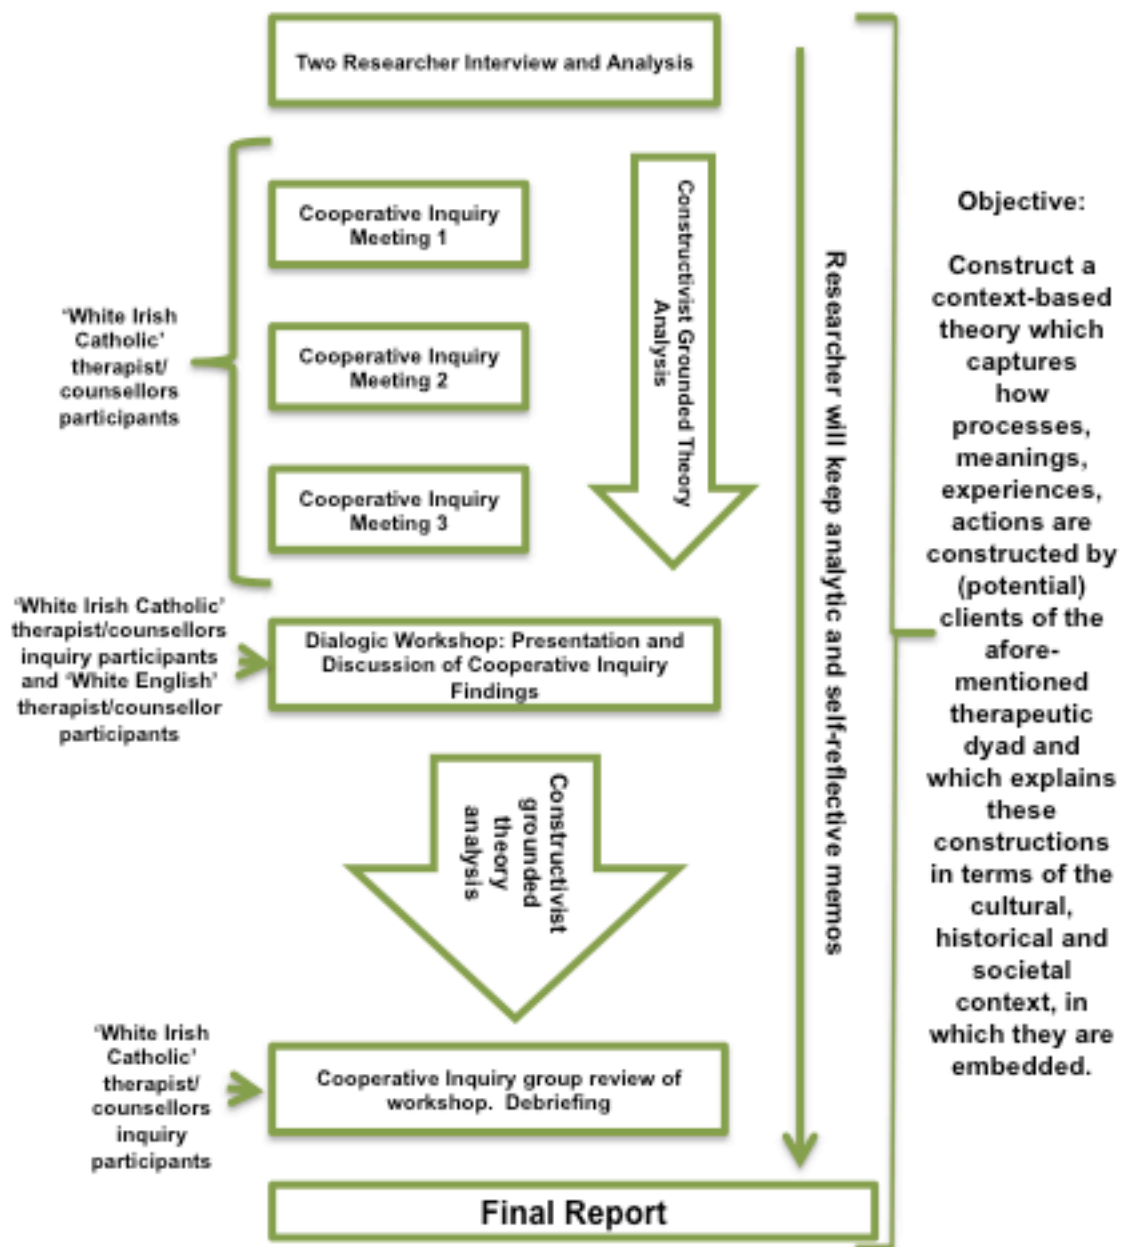 Two Researcher Interview and Analysis
Cooperative Inquiry
Meeting 1
Cooperative Inquiry
Meeting 2
Cooperative Inquiry
Meeting 3
'White Irish
Catholic'
therapist/
counsellors
participants
Constructivist Grounded Theory
Analysis
Researcher will keep analytic and self-reflective memos
Objective:
Construct a
context-based
theory which
captures
how
processes,
meanings,
experiences,
actions are
constructed by
(potential)
clients of the
afore-
mentioned
therapeutic
dyad and
which explains
these
constructions
in terms of the
cultural,
historical and
societal
context, in
which they are
embedded.
'White Irish Catholic'
therapist/counsellors
inquiry participants
and 'White English'
therapist/counsellor
participants
Dialogic Workshop: Presentation and
Discussion of Cooperative Inquiry
Findings
Constructivist
grounded
theory
analysis
'White Irish
Catholic'
therapist/
counsellors
inquiry
participants
Cooperative Inquiry group review of
workshop.  Debriefing
Final Report